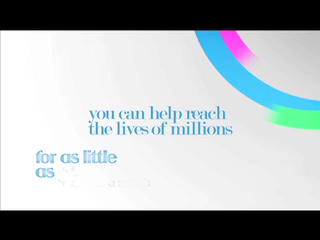 you can help reach
the lives of millions
for as little
as